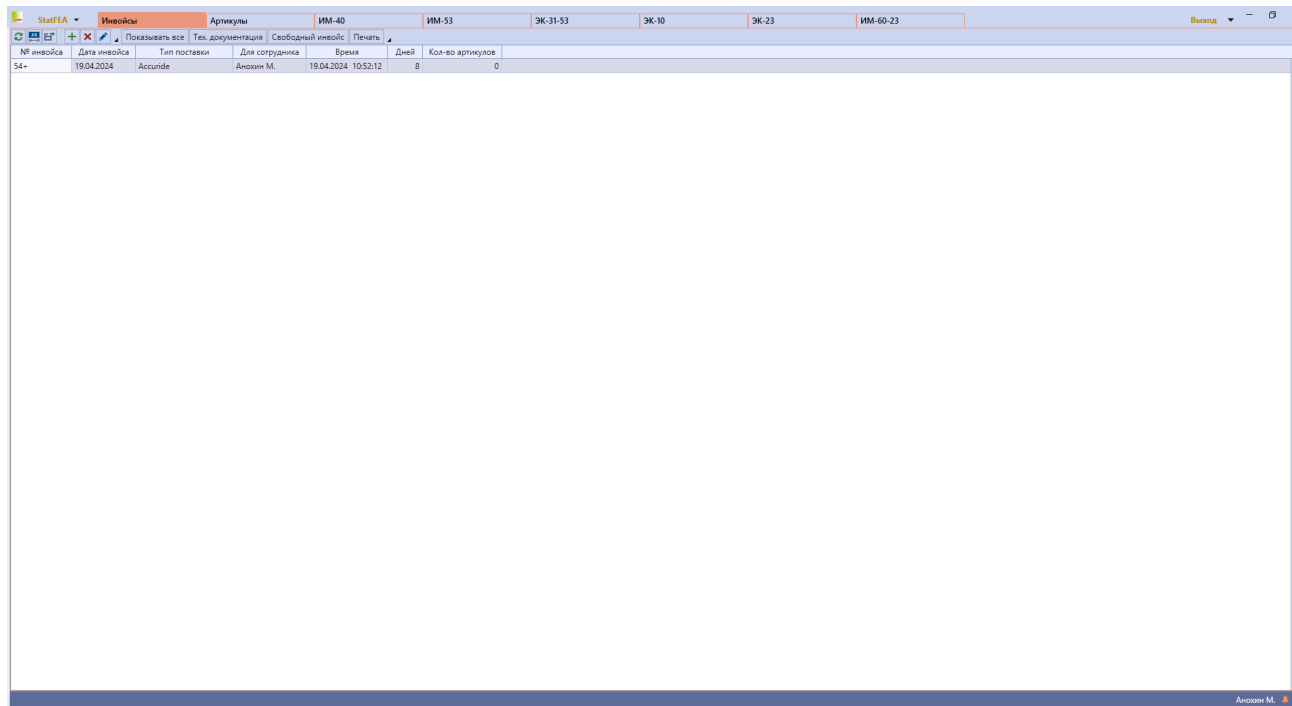 StatFEA Инвойсы Артикулы ИМ-40 ИМ-53 ЭК-31-53 ЭК-10 ЭК-23 ИМ-60-23 Выход
Показывать все Тех. документация Свободный инвойс Печать
№ инвойса Дата инвойса Тип поставки Для сотрудника Время Дней Кол-во артикулов
54+ 19.04.2024 Accuride Анохин М. 19.04.2024 10:52:12 8 0
Анохин М.